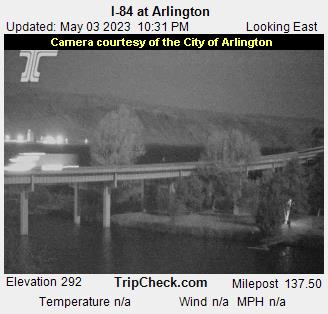 I-84 at Arlington
Updated: May 03 2023 10:31 PM Looking East
Camera courtesy of the City of Arlington
Elevation 292 TripCheck.com Milepost 137.50
Temperature n/a Wind n/a MPH n/a